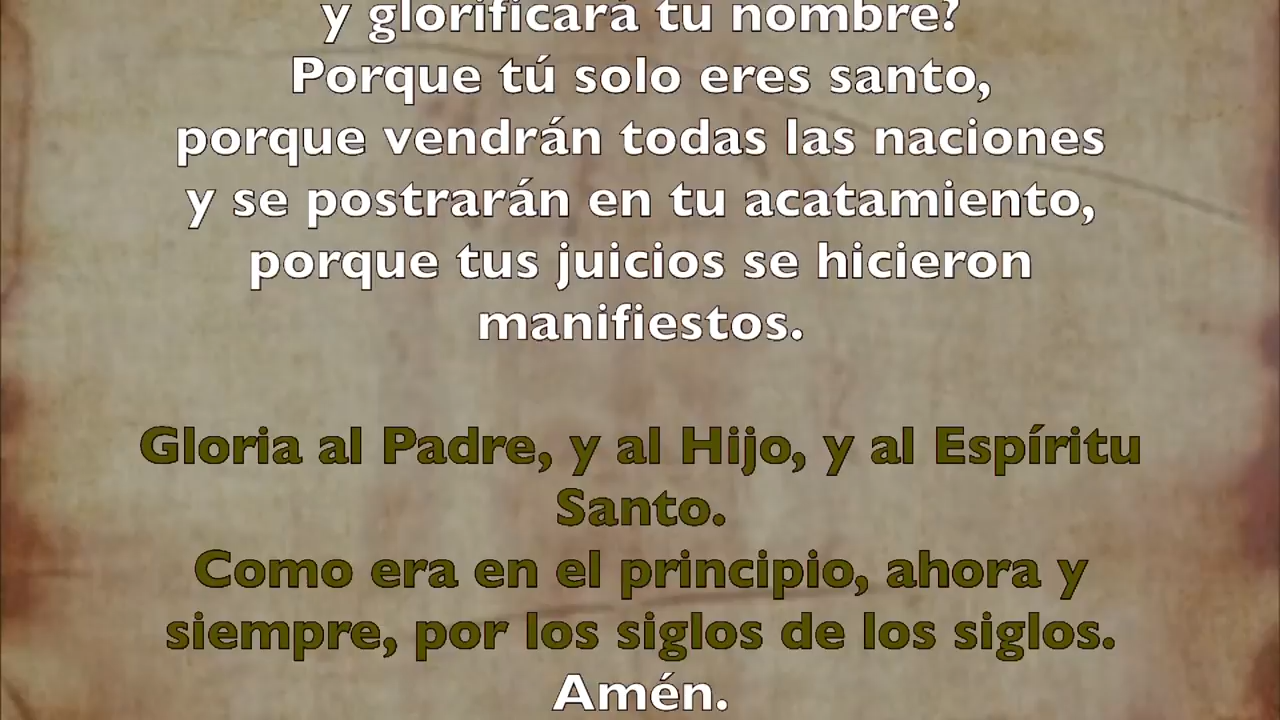 y glorificará tu nombre?
Porque tú solo eres santo,
porque vendrán todas las naciones
y se postrarán en tu acatamiento,
porque tus juicios se hicieron
manifiestos.
Gloria al Padre, y al Hijo, y al Espíritu
Santo.
Como era en el principio, ahora y
siempre, por los siglos de los siglos.
Amén.